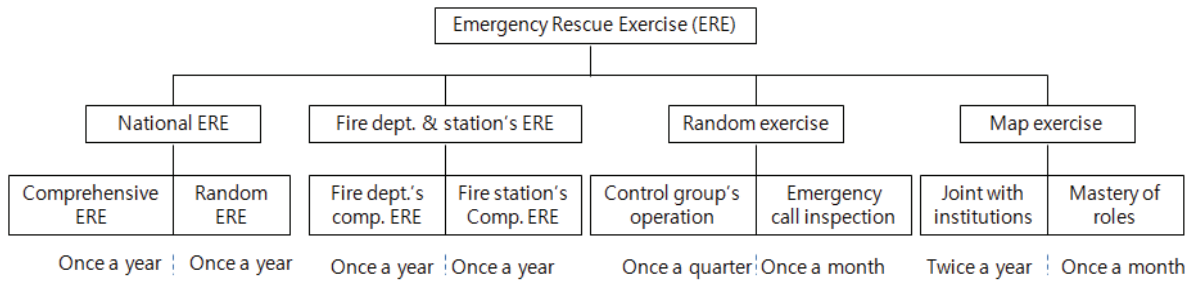 Emergency Rescue Exercise (ERE)
National ERE
Fire dept. & station's ERE
Random exercise
Map exercise
Comprehensive
ERE
Random
ERE
Fire dept.'s
comp. ERE
Fire station's
Comp. ERE
Control group's
operation
Emergency
call inspection
Joint with
institutions
Mastery of
roles
Once a year
Once a year
Once a year
Once a year
Once a quarter
Once a month
Twice a year
Once a month